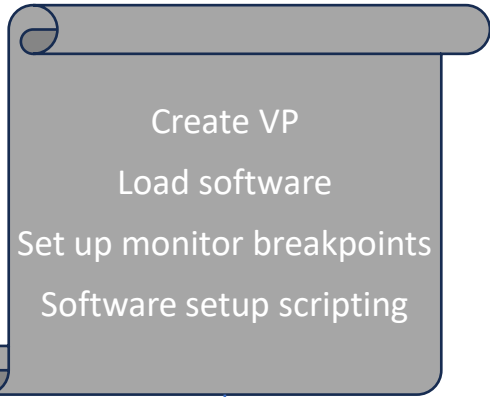 Create VP
Load software
Set up monitor breakpoints
Software setup scripting